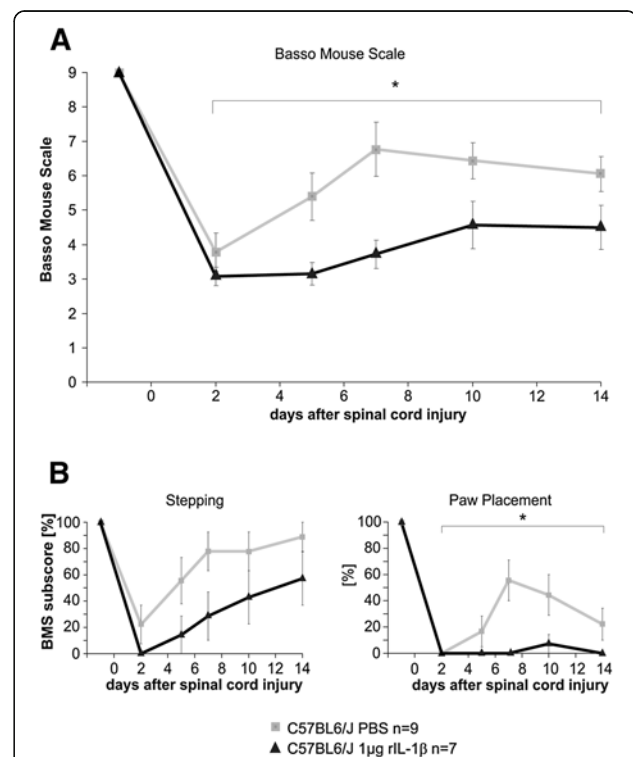 A
Basso Mouse Scale
*
Basso Mouse Scale
9
8
7
6
5
4
3
2
1
0
0 2 4 6 8 10 12 14
days after spinal cord injury
B
Stepping
BMS subscore [%]
100
80
60
40
20
0
0 2 4 6 8 10 12 14
days after spinal cord injury
Paw Placement
*
[%]
100
80
60
40
20
0
0 2 4 6 8 10 12 14
days after spinal cord injury
C57BL6/J PBS n=9
C57BL6/J 1µg rIL-1β n=7